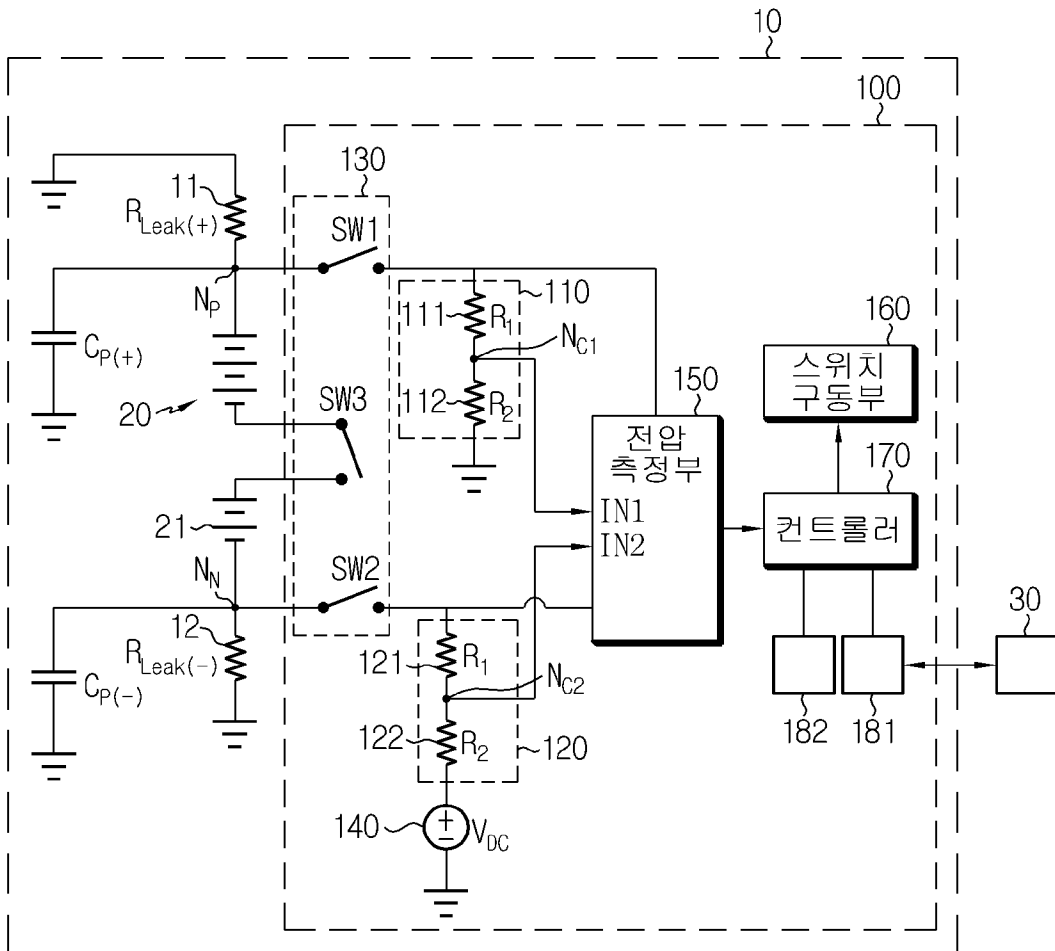 10
100
130
11
R_Leak(+)
SW1
N_P
110
111
R_1
N_C1
C_P(+)
112
R_2
160
스위치
구동부
20
SW3
150
전압
측정부
IN1
IN2
170
컨트롤러
21
N_N
SW2
12
R_Leak(-)
C_P(-)
121
R_1
N_C2
122
R_2
120
30
182
181
140
V_DC